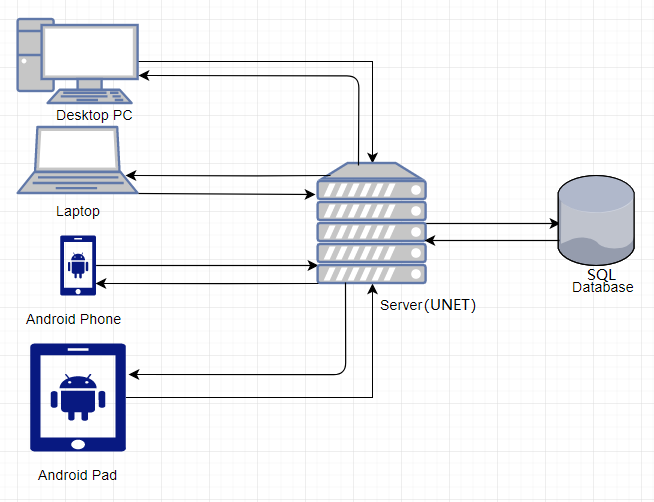 Desktop PC
Laptop
Android Phone
Android Pad
Server(UNET)
SQL
Database